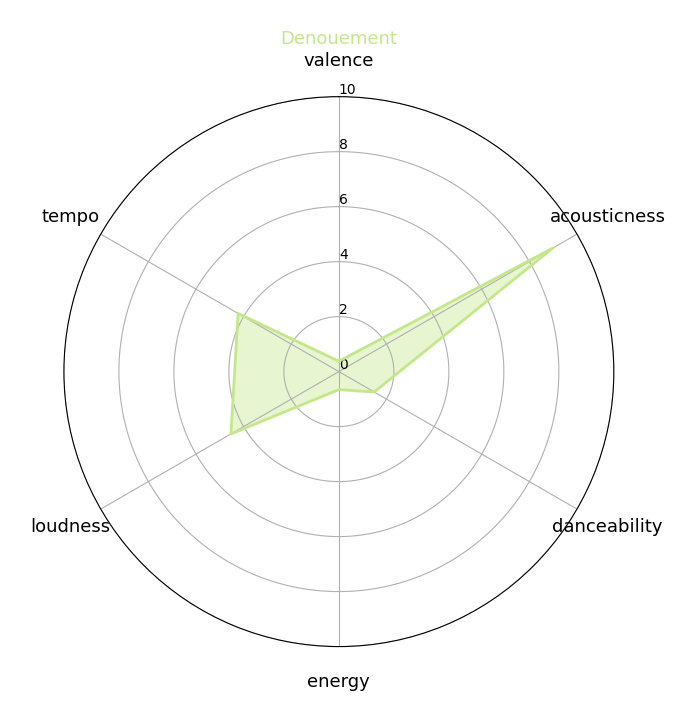 Denouement
valence
10
8
tempo
6
acousticness
4
2
0
loudness
danceability
energy